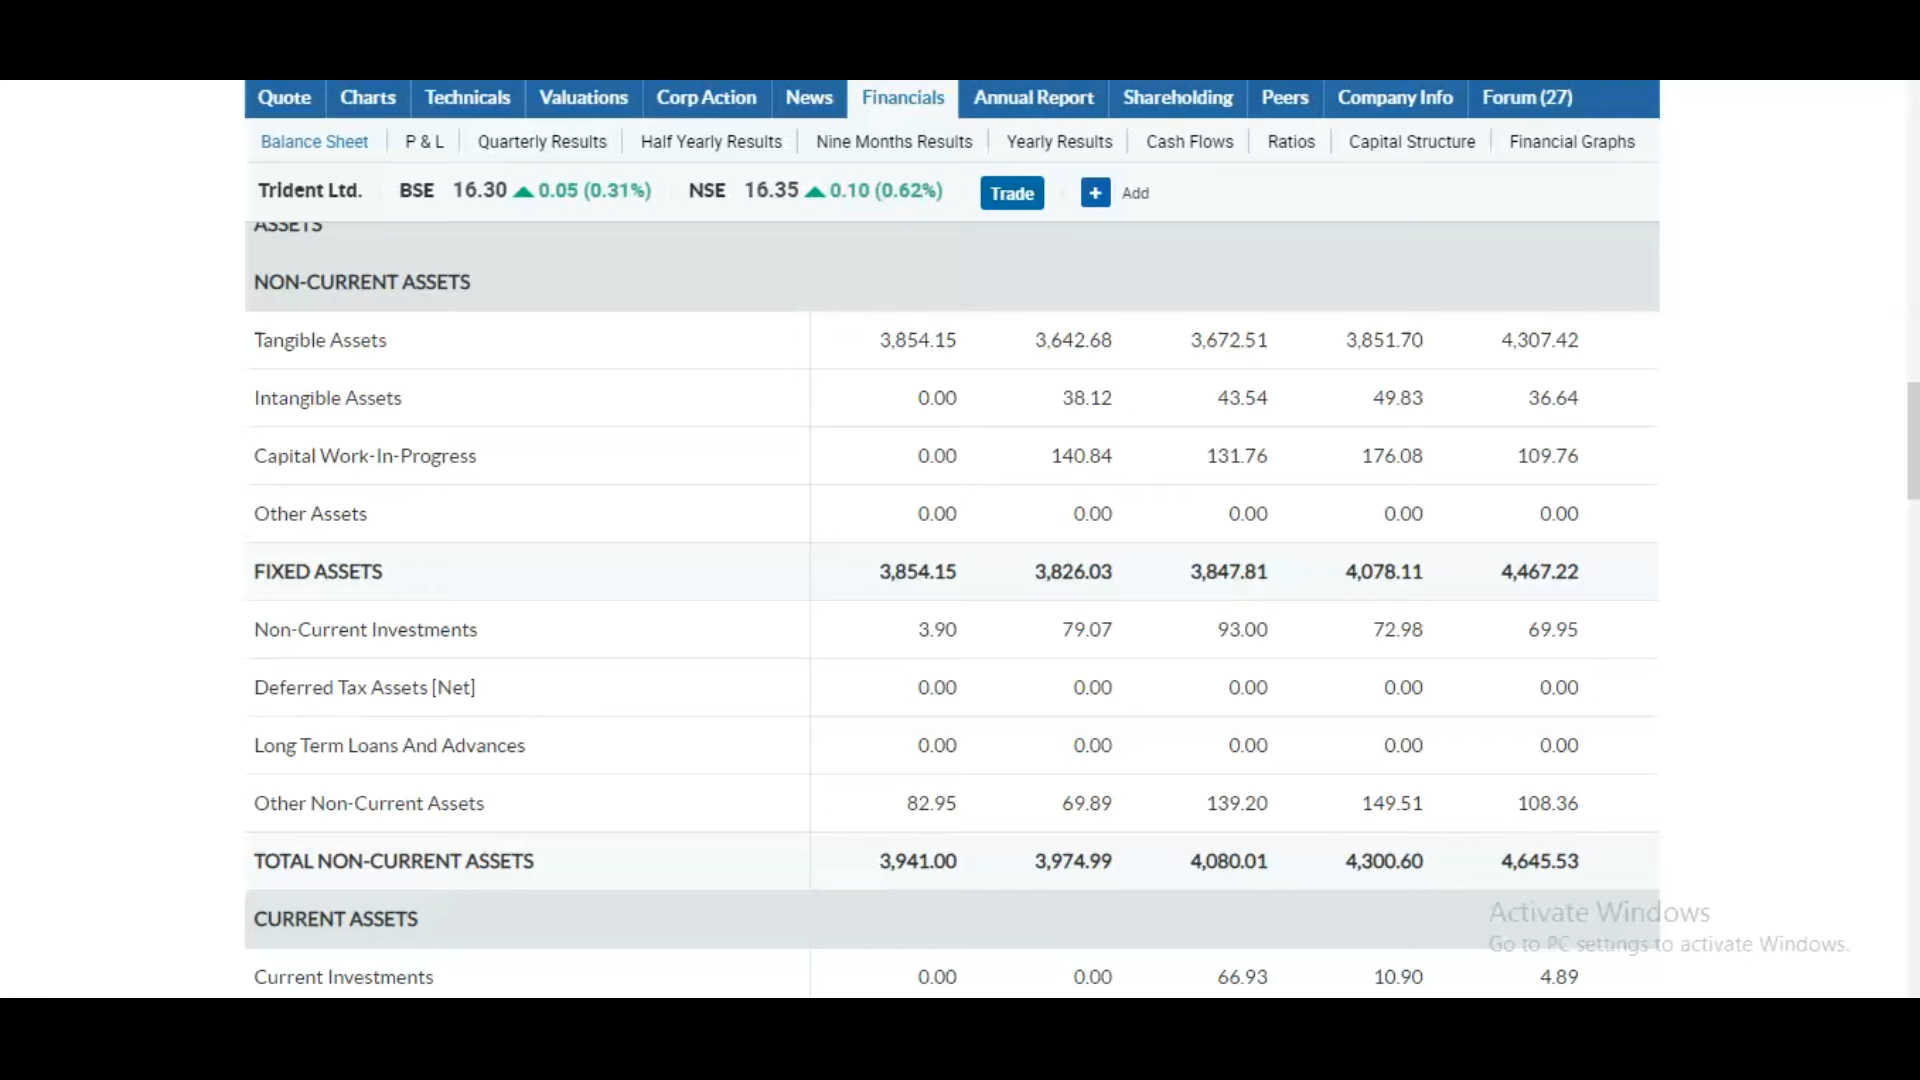 Quote Charts Technicals Valuations Corp Action News Financials Annual Report Shareholding Peers Company Info Forum (27)
Balance Sheet P & L Quarterly Results Half Yearly Results Nine Months Results Yearly Results Cash Flows Ratios Capital Structure Financial Graphs
Trident Ltd. BSE 16.30 0.05 (0.31%) NSE 16.35 0.10 (0.62%) Trade + Add
ASSETS
NON-CURRENT ASSETS
Tangible Assets 3,854.15 3,642.68 3,672.51 3,851.70 4,307.42
Intangible Assets 0.00 38.12 43.54 49.83 36.64
Capital Work-In-Progress 0.00 140.84 131.76 176.08 109.76
Other Assets 0.00 0.00 0.00 0.00 0.00
FIXED ASSETS 3,854.15 3,826.03 3,847.81 4,078.11 4,467.22
Non-Current Investments 3.90 79.07 93.00 72.98 69.95
Deferred Tax Assets [Net] 0.00 0.00 0.00 0.00 0.00
Long Term Loans And Advances 0.00 0.00 0.00 0.00 0.00
Other Non-Current Assets 82.95 69.89 139.20 149.51 108.36
TOTAL NON-CURRENT ASSETS 3,941.00 3,974.99 4,080.01 4,300.60 4,645.53
CURRENT ASSETS
Current Investments 0.00 0.00 66.93 10.90 4.89
Activate Windows
Go to PC settings to activate Windows.